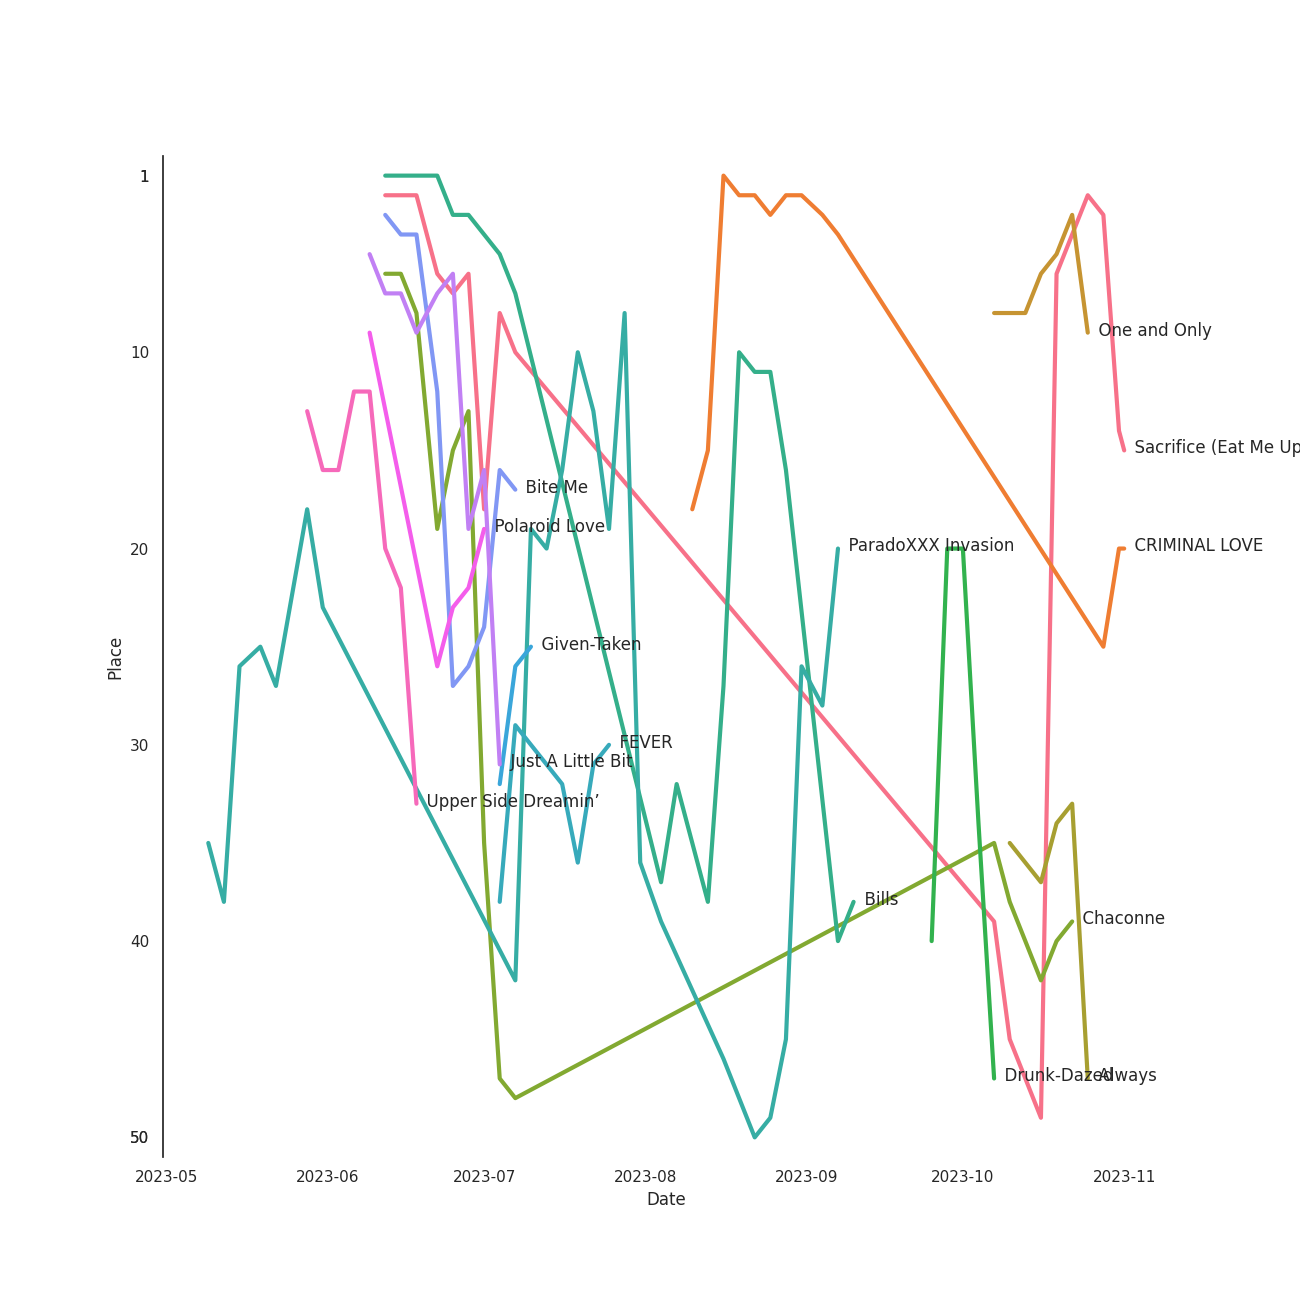 1
10
One and Only
Sacrifice (Eat Me Up
Bite Me
Polaroid Love
20
ParadoXXX Invasion
CRIMINAL LOVE
Given-Taken
Place
30
FEVER
Just A Little Bit
Upper Side Dreamin’
Bills
40
Chaonne
Drunk-Dazed
Always
50
2023-05
2023-06
2023-07
2023-08
2023-09
2023-10
2023-11
Date